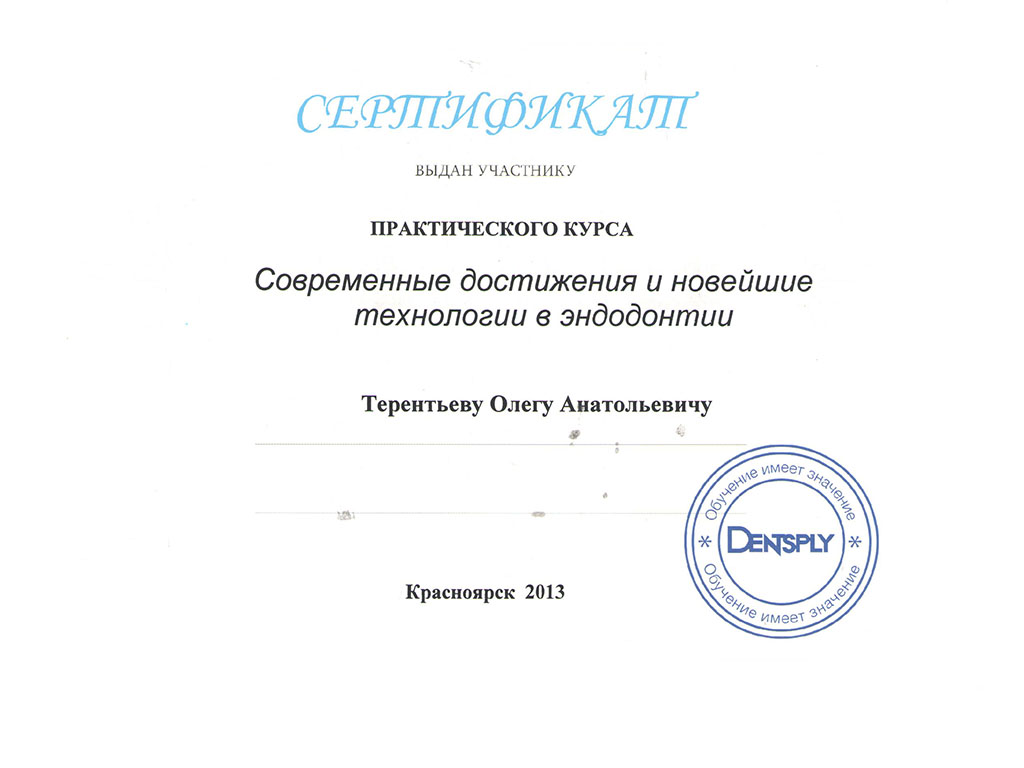 СЕРТИФИКАТ
ВЫДАН УЧАСТНИКУ
ПРАКТИЧЕСКОГО КУРСА
Современные достижения и новейшие
технологии в эндодонтии
Терентьеву Олегу Анатольевичу
Обучение имеет значение
DENTSPLY
Обучение имеет значение
Красноярск 2013